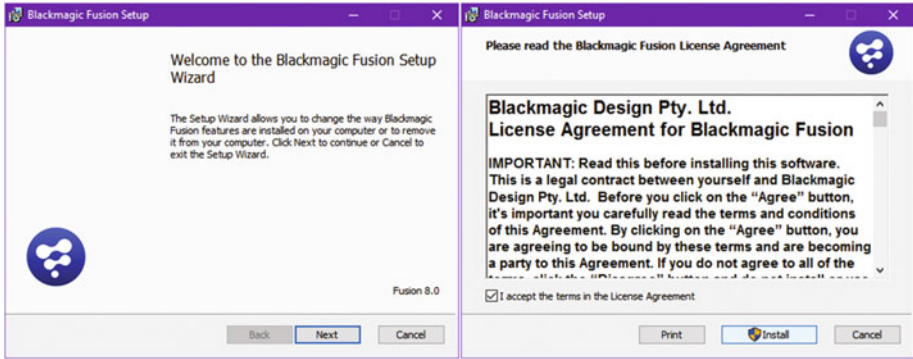 Blackmagic Fusion Setup
Welcome to the Blackmagic Fusion Setup
Wizard
The Setup Wizard allows you to change the way Blackmagic
Fusion features are installed on your computer or to remove
it from your computer. Click Next to continue or Cancel to
exit the Setup Wizard.
Fusion 8.0
Back
Next
Cancel
Blackmagic Fusion Setup
Please read the Blackmagic Fusion License Agreement
Blackmagic Design Pty. Ltd.
License Agreement for Blackmagic Fusion
IMPORTANT: Read this before installing this software.
This is a legal contract between yourself and Blackmagic
Design Pty. Ltd. Before you click on the “Agree” button,
it's important you carefully read the terms and conditions
of this Agreement. By clicking on the “Agree” button, you
are agreeing to be bound by these terms and are becoming
a party to this Agreement. If you do not agree to all of the
I accept the terms in the License Agreement
Print
Install
Cancel